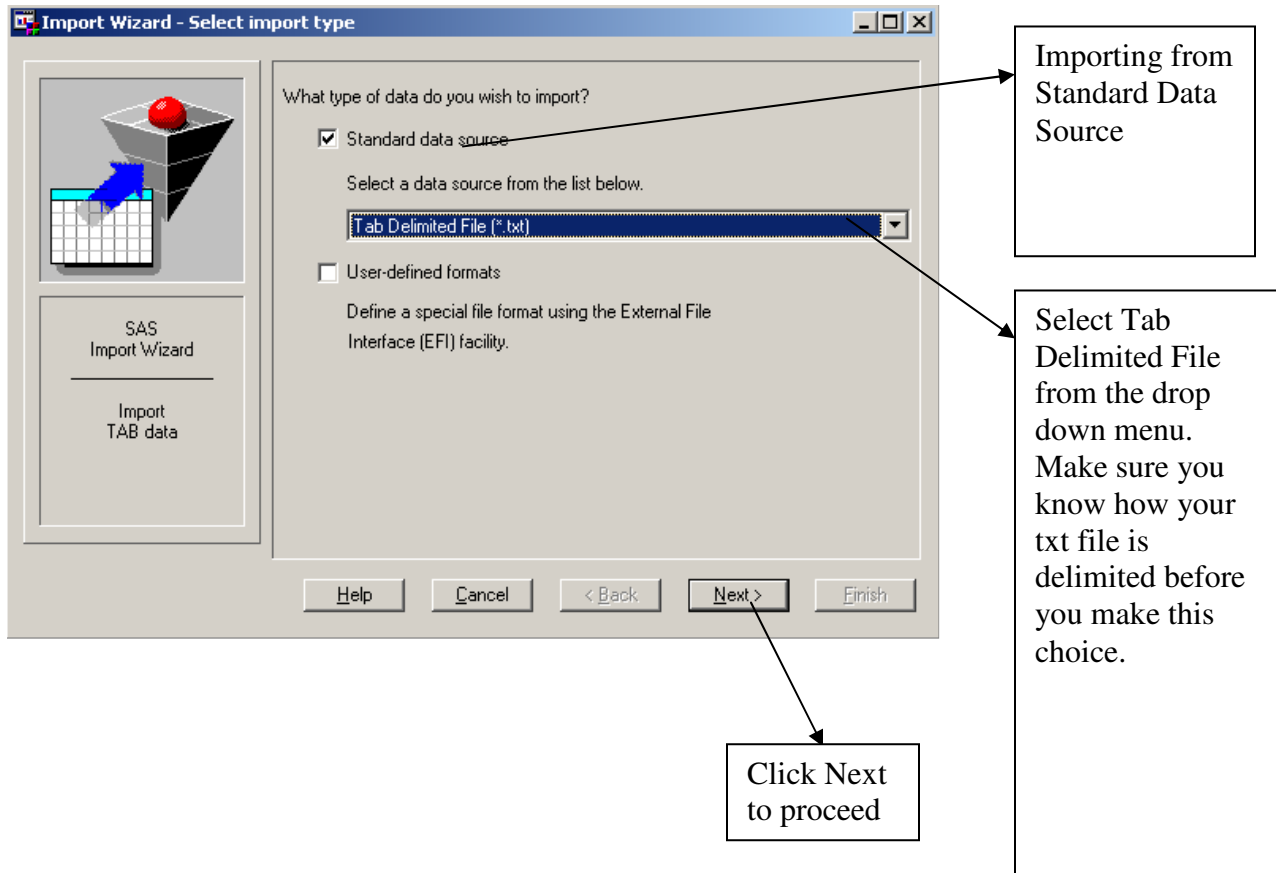 Import Wizard - Select import type
What type of data do you wish to import?
Standard data source
Select a data source from the list below.
Tab Delimited File (*.txt)
User-defined formats
Define a special file format using the External File
Interface (EFI) facility.
SAS
Import Wizard
Import
TAB data
Help
Cancel
< Back
Next >
Finish
Importing from
Standard Data
Source
Select Tab
Delimited File
from the drop
down menu.
Make sure you
know how your
txt file is
delimited before
you make this
choice.
Click Next
to proceed